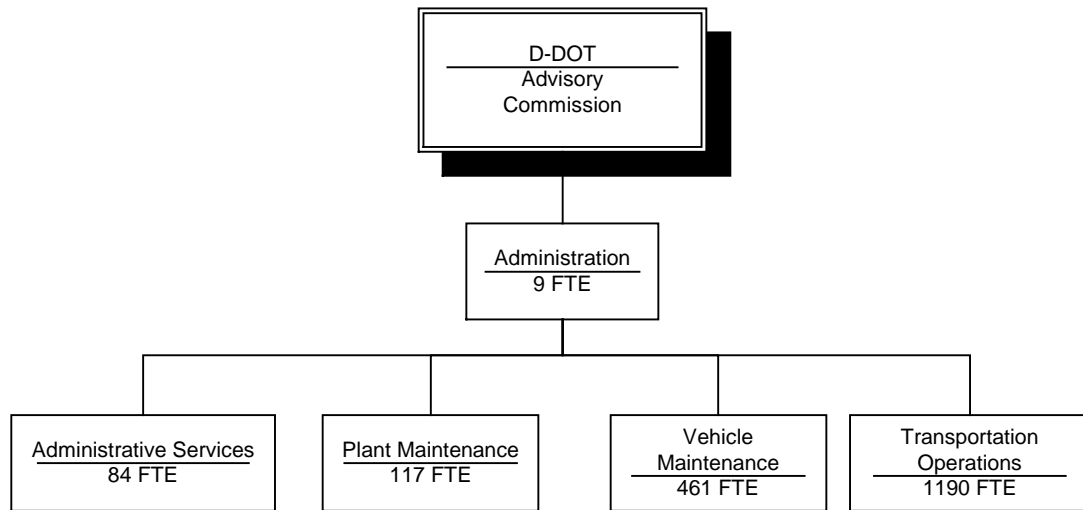 D-DOT
Advisory
Commission
Administration
9 FTE
Administrative Services
84 FTE
Plant Maintenance
117 FTE
Vehicle
Maintenance
461 FTE
Transportation
Operations
1190 FTE